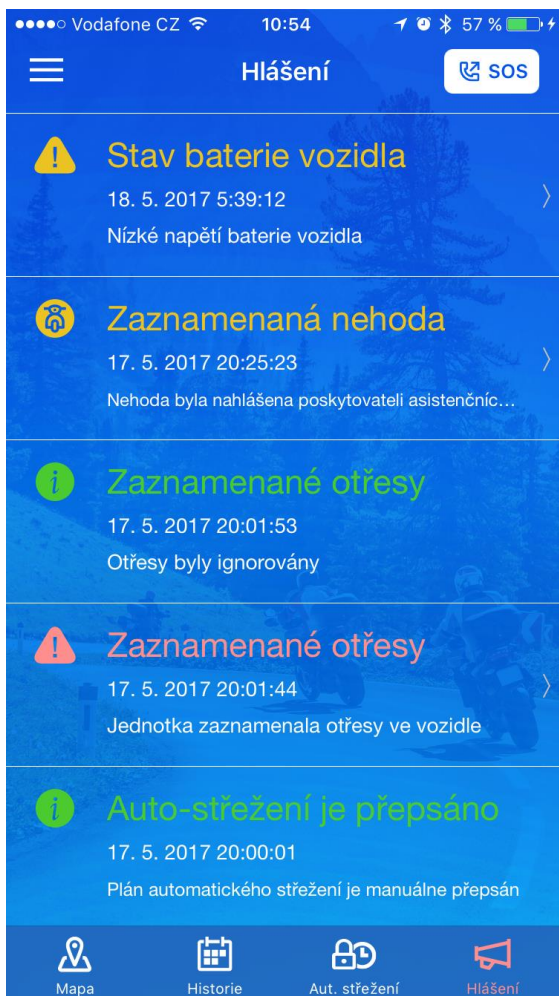 Vodafone CZ 10:54 57 %
Hlášení
SOS
Stav baterie vozidla
18. 5. 2017 5:39:12
Nízké napětí baterie vozidla
Zaznamenaná nehoda
17. 5. 2017 20:25:23
Nehoda byla nahlášena poskytovateli asistenčníc...
Zaznamenané otřesy
17. 5. 2017 20:01:53
Otřesy byly ignorovány
Zaznamenané otřesy
17. 5. 2017 20:01:44
Jednotka zaznamenala otřesy ve vozidle
Auto-střežení je přepsáno
17. 5. 2017 20:00:01
Plán automatického střežení je manuálne přepsán
Mapa Historie Aut. střežení Hlášení